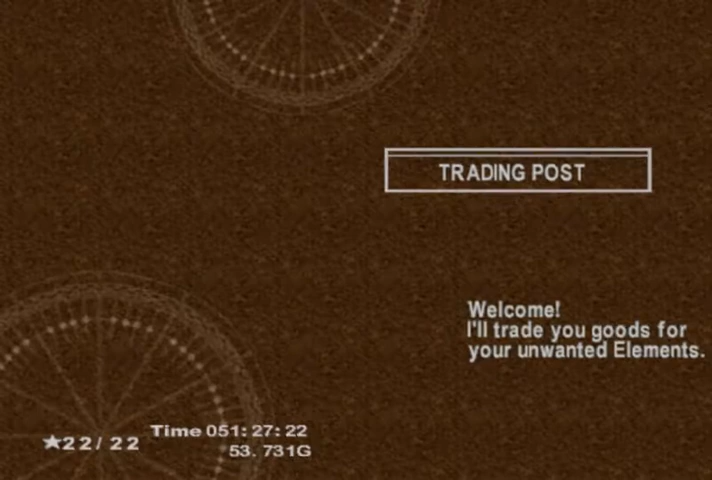 TRADING POST
Welcome!
I'll trade you goods for
your unwanted Elements.
Time 051: 27: 22
★22/ 22
53. 731G